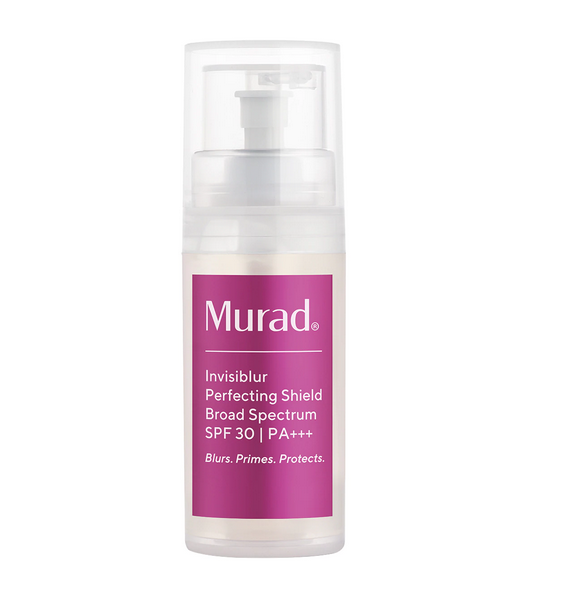 Murad®
Invisiblur
Perfecting Shield
Broad Spectrum
SPF 30 | PA+++
Blurs. Primes. Protects.